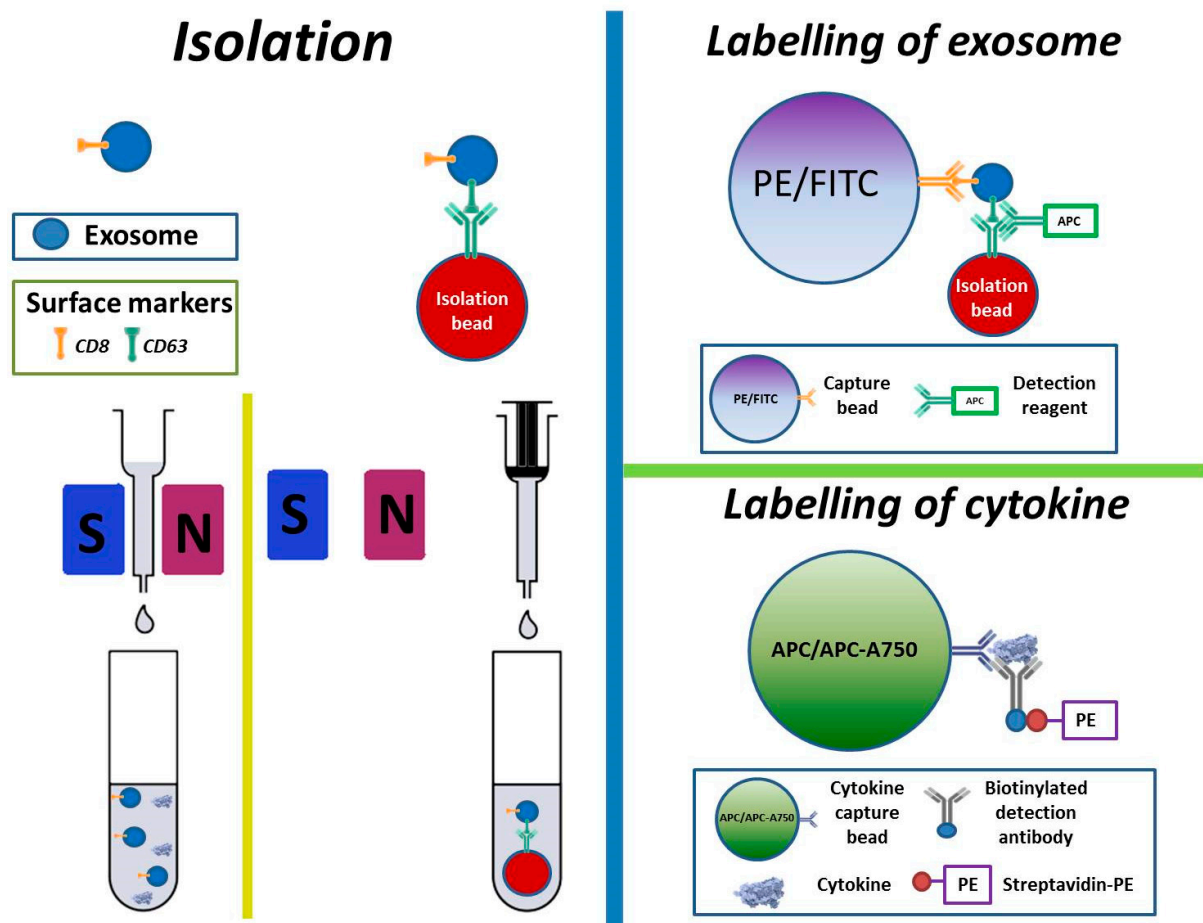 Isolation
Exosome
Surface markers
CD8 CD63
Isolation
bead
S N
S N
Labelling of exosome
PE/FITC
APC
Isolation
bead
PE/FITC
Capture
bead
APC
Detection
reagent
Labelling of cytokine
APC/APC-A750
PE
APC/APC-A750
Cytokine
capture
bead
Biotinylated
detection
antibody
Cytokine
PE
Streptavidin-PE